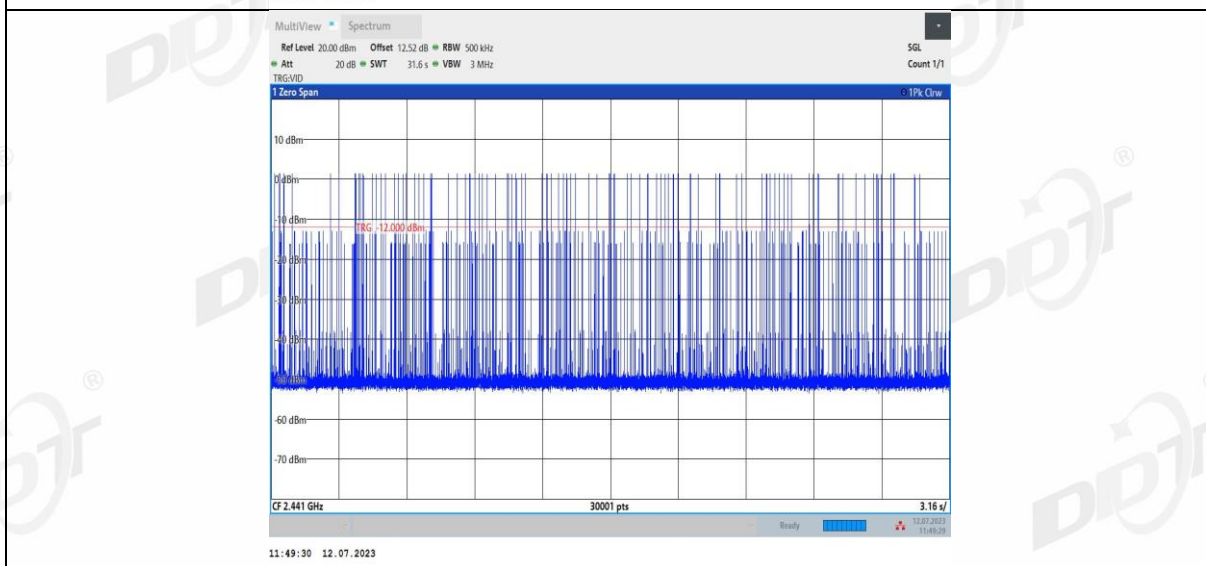 MultiView Spectrum
Ref Level 20.00 dBm Offset 12.52 dB RBW 500 kHz SGL
Att 20 dB SWT 31.6 s VBW 3 MHz Count 1/1
TRG:VID
1 Zero Span 1Pk Clrw
10 dBm
0 dBm
-10 dBm
TRG -12.000 dBm
-20 dBm
-30 dBm
-40 dBm
-50 dBm
-60 dBm
-70 dBm
CF 2.441 GHz 30001 pts 3.16 s/
Ready 12.07.2023
11:49:29
11:49:30 12.07.2023
DDT
®